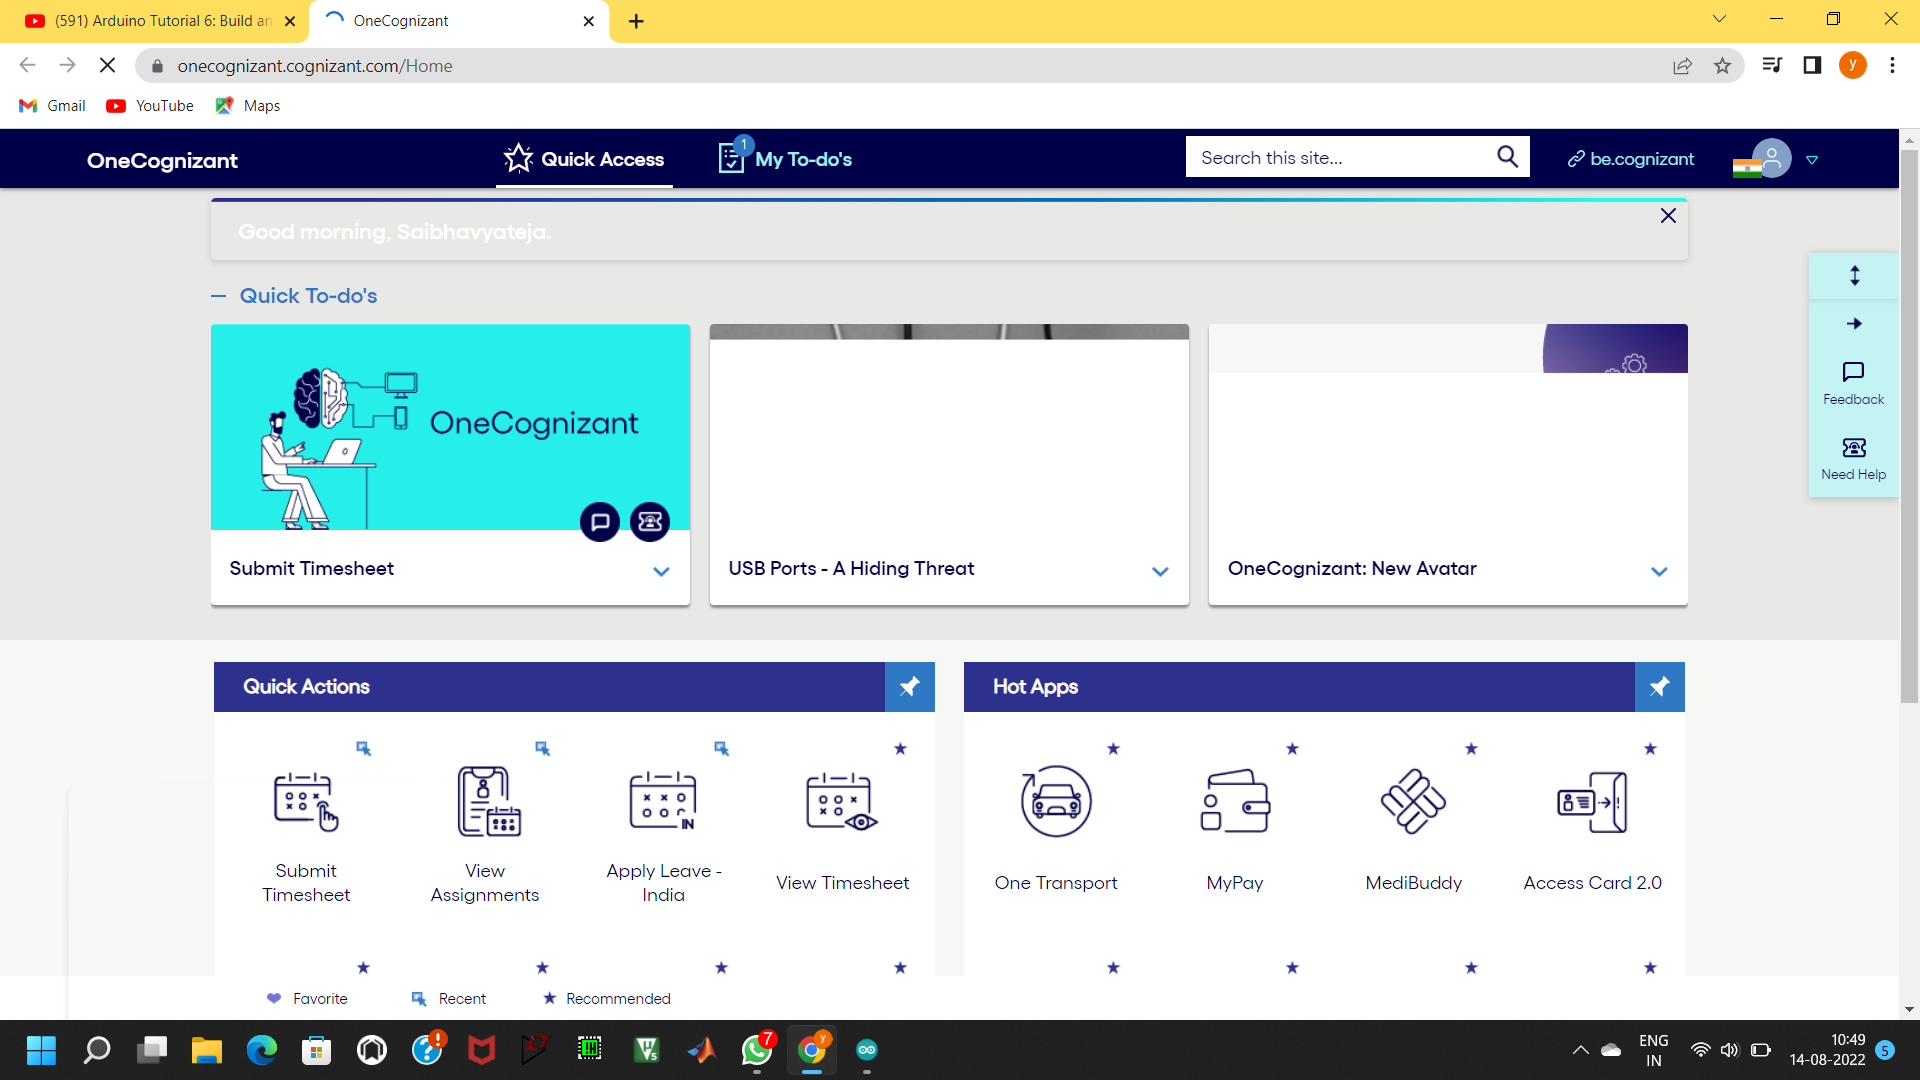 (591) Arduino Tutorial 6: Build an
OneCognizant
onecognizant.cognizant.com/Home
y
Gmail
YouTube
Maps
OneCognizant
Quick Access
1
My To-do's
Search this site...
be.cognizant
Good morning, Saibhavyateja.
Quick To-do's
OneCognizant
Submit Timesheet
USB Ports - A Hiding Threat
OneCognizant: New Avatar
Feedback
Need Help
Quick Actions
Hot Apps
Submit
Timesheet
View
Assignments
IN
Apply Leave -
India
View Timesheet
One Transport
MyPay
MediBuddy
Access Card 2.0
Favorite
Recent
Recommended
7
y
ENG
IN
10:49
14-08-2022
5